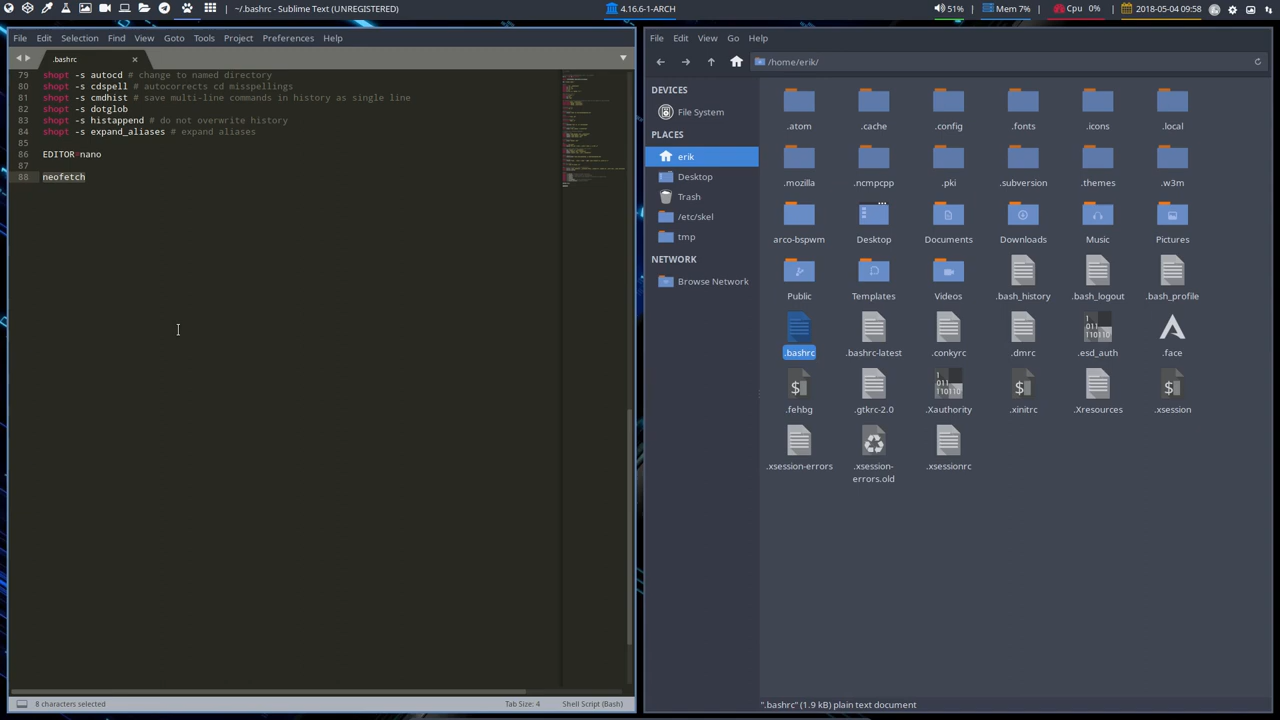 ~/.bashrc - Sublime Text (UNREGISTERED)
4.16.6-1-ARCH
51%
Mem 7%
Cpu 0%
2018-05-04 09:58
File Edit Selection Find View Goto Tools Project Preferences Help
.bashrc
79 shopt -s autocd # change to named directory
80 shopt -s cdspell # autocorrects cd misspellings
81 shopt -s cmdhist # save multi-line commands in history as single line
82 shopt -s dotglob
83 shopt -s histappend # do not overwrite history
84 shopt -s expand_aliases # expand aliases
85
86 EDITOR=nano
87
88 neofetch
8 characters selected
Tab Size: 4
Shell Script (Bash)
File Edit View Go Help
/home/erik/
DEVICES
File System
PLACES
erik
Desktop
Trash
/etc/skel
tmp
NETWORK
Browse Network
.atom .cache .config .fonts .icons .local
.mozilla .ncmpcpp .pki .subversion .themes .w3m
arco-bspwm Desktop Documents Downloads Music Pictures
Public Templates Videos .bash_history .bash_logout .bash_profile
.bashrc .bashrc-latest .conkyrc .dmrc .esd_auth .face
.fehbg .gtkrc-2.0 .Xauthority .xinitrc .Xresources .xsession
.xsession-errors .xsession-errors.old .xsessionrc
".bashrc" (1.9 kB) plain text document